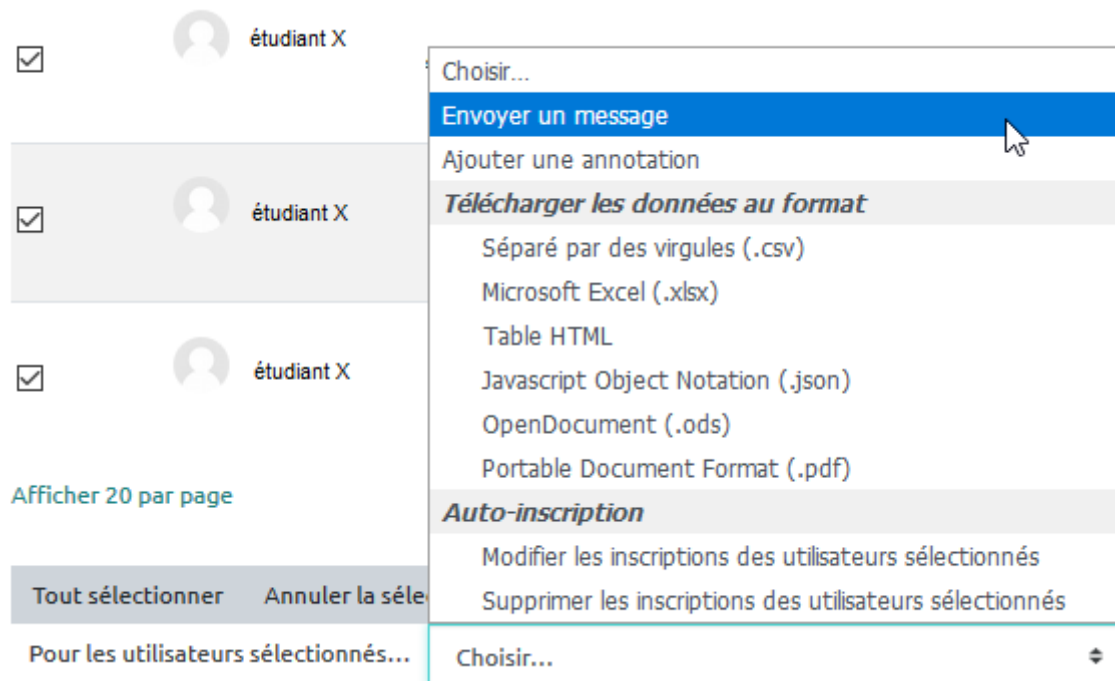 étudiant X
Choisir...
Envoyer un message
Ajouter une annotation
Télécharger les données au format
étudiant X
Séparé par des virgules (.csv)
Microsoft Excel (.xlsx)
Table HTML
étudiant X
Javascript Object Notation (.json)
OpenDocument (.ods)
Portable Document Format (.pdf)
Afficher 20 par page
Auto-inscription
Modifier les inscriptions des utilisateurs sélectionnés
Tout sélectionner Annuler la séle
Supprimer les inscriptions des utilisateurs sélectionnés
Pour les utilisateurs sélectionnés... Choisir...